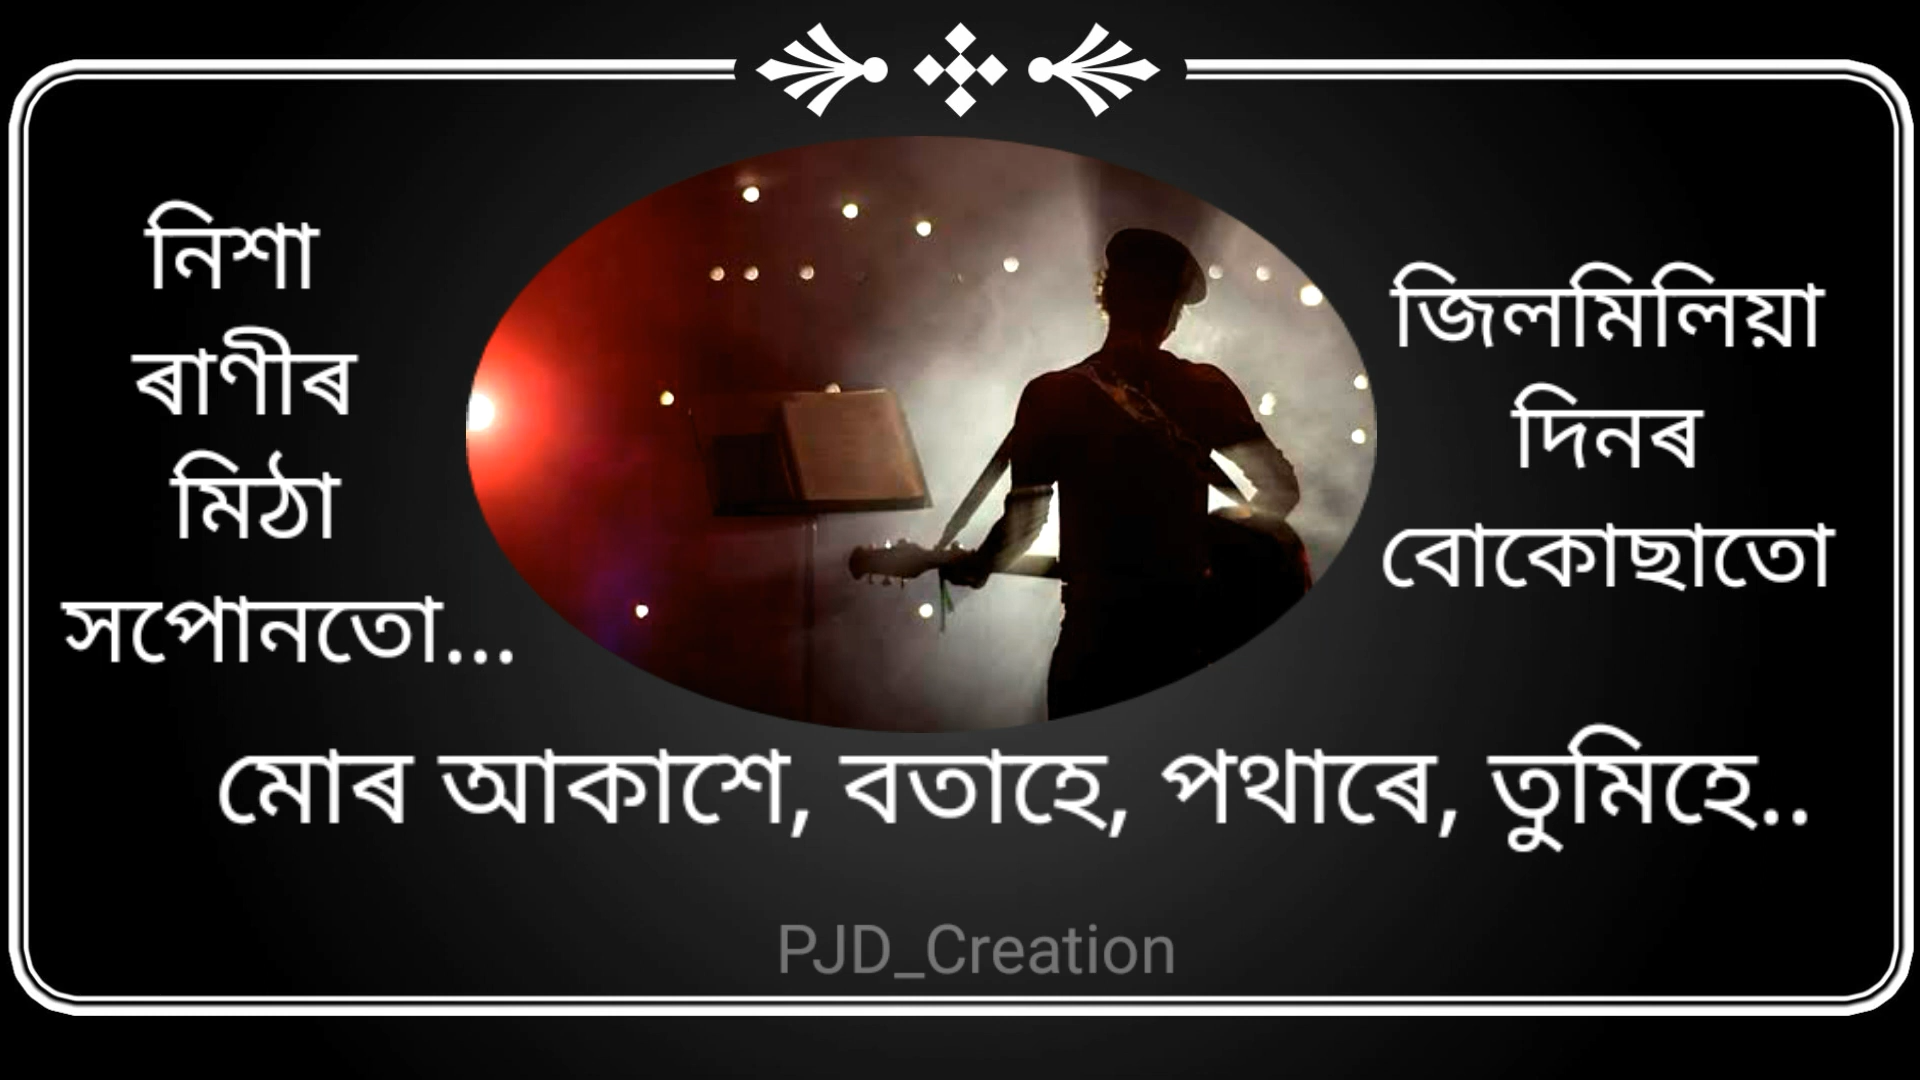 নিশা
ৰাণীৰ
মিঠা
সপোনতো...
জিলমিলিয়া
দিনৰ
বোকোছাতো
মোৰ আকাশে, বতাহে, পথাৰে, তুমিহে..
PJD_Creation